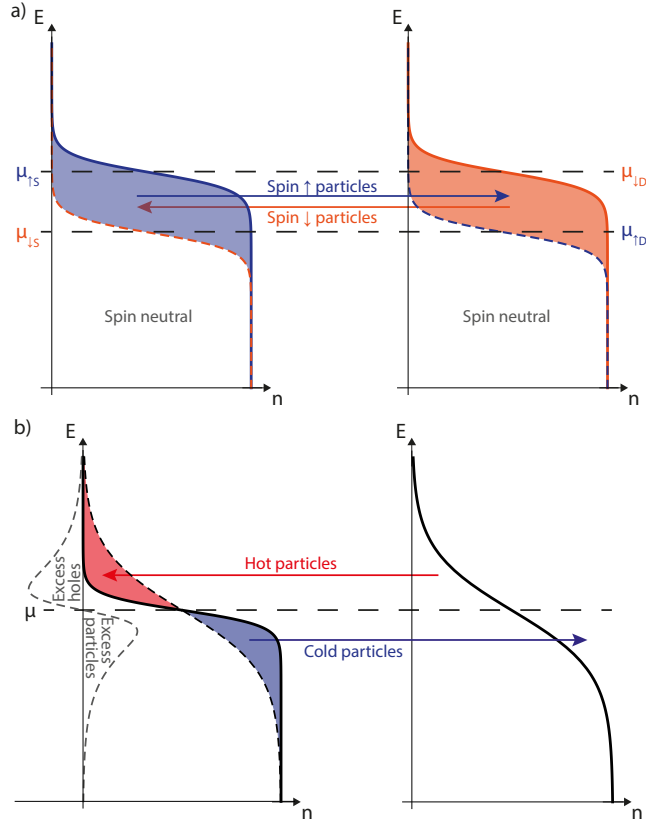 a)
E
E
μ↑S
μ↓D
Spin ↑ particles
Spin ↓ particles
μ↓S
μ↑D
Spin neutral
Spin neutral
n
n
b)
E
E
Excess
holes
Hot particles
μ
Excess
particles
Cold particles
n
n